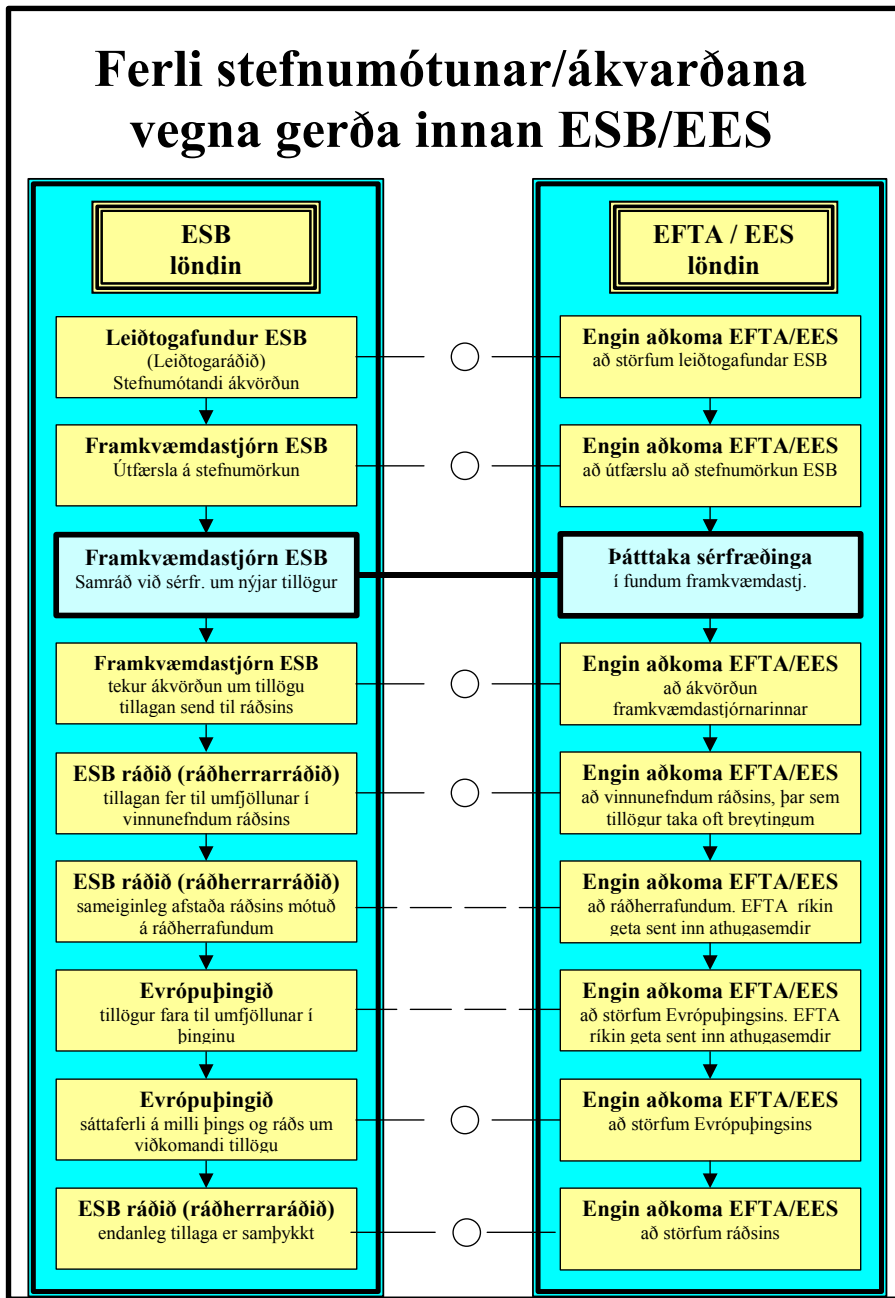 Ferli stefnumótunar/ákvarðana
vegna gerða innan ESB/EES
ESB
löndin
Leiðtogafundur ESB
(Leiðtogaráðið)
Stefnumótandi ákvörðun
Framkvæmdastjórn ESB
Útfærsla á stefnumörkun
Framkvæmdastjórn ESB
Samráð við sérfr. um nýjar tillögur
Framkvæmdastjórn ESB
tekur ákvörðun um tillögu
tillagan send til ráðsins
ESB ráðið (ráðherrarráðið)
tillagan fer til umfjöllunar í
vinnunefndum ráðsins
ESB ráðið (ráðherrarráðið)
sameiginleg afstaða ráðsins mótuð
á ráðherrafundum
Evrópuþingið
tillögur fara til umfjöllunar í
þinginu
Evrópuþingið
sáttaferli á milli þings og ráðs um
viðkomandi tillögu
ESB ráðið (ráðherraráðið)
endanleg tillaga er samþykkt
EFTA / EES
löndin
Engin aðkoma EFTA/EES
að störfum leiðtogafundar ESB
Engin aðkoma EFTA/EES
að útfærslu að stefnumörkun ESB
Þátttaka sérfræðinga
í fundum framkvæmdastj.
Engin aðkoma EFTA/EES
að ákvörðun
framkvæmdastjórnarinnar
Engin aðkoma EFTA/EES
að vinnunefndum ráðsins, þar sem
tillögur taka oft breytingum
Engin aðkoma EFTA/EES
að ráðherrafundum. EFTA ríkin
geta sent inn athugasemdir
Engin aðkoma EFTA/EES
að störfum Evrópuþingsins. EFTA
ríkin geta sent inn athugasemdir
Engin aðkoma EFTA/EES
að störfum Evrópuþingsins
Engin aðkoma EFTA/EES
að störfum ráðsins